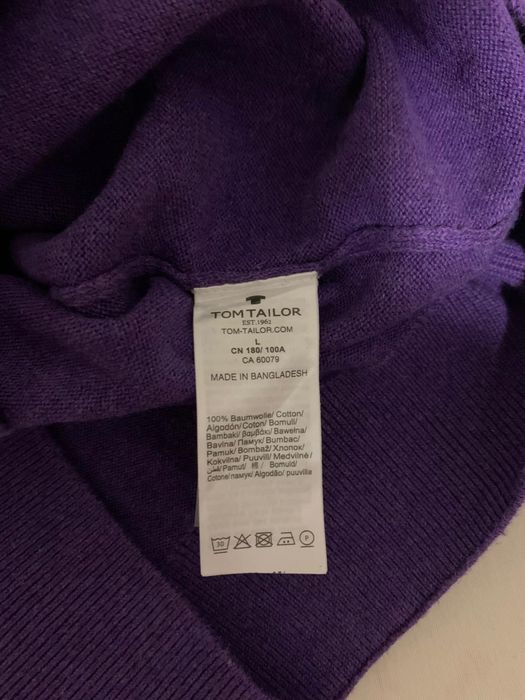 TOM TAILOR
EST.1962
TOM-TAILOR.COM
L
CN 180/ 100A
CA 60079
MADE IN BANGLADESH
100% Baumwolle/ Cotton/
Algodón/ Coton/ Bomull/
Bambaki/ βαμβάκι/ Bawełna/
Bavlna/ Памук/ Bumbac/
Pamuk/ Bombaž/ Хлопок/
Kokvilna/ Puuvill/ Medvilnė/
قطن/ Pamut/ 棉 / Bomuld/
Cotone/памук/ Algodão/ puuvilla
30
P